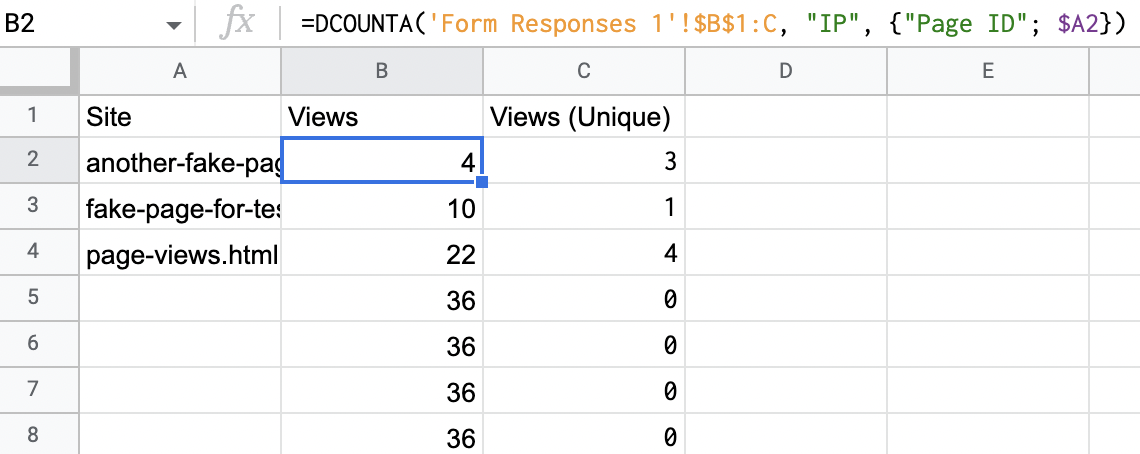 B2 fx =DCOUNTA('Form Responses 1'!$B$1:C, "IP", {"Page ID"; $A2})
A B C D E
1 Site Views Views (Unique)
2 another-fake-pag 4 3
3 fake-page-for-tes 10 1
4 page-views.html 22 4
5 36 0
6 36 0
7 36 0
8 36 0